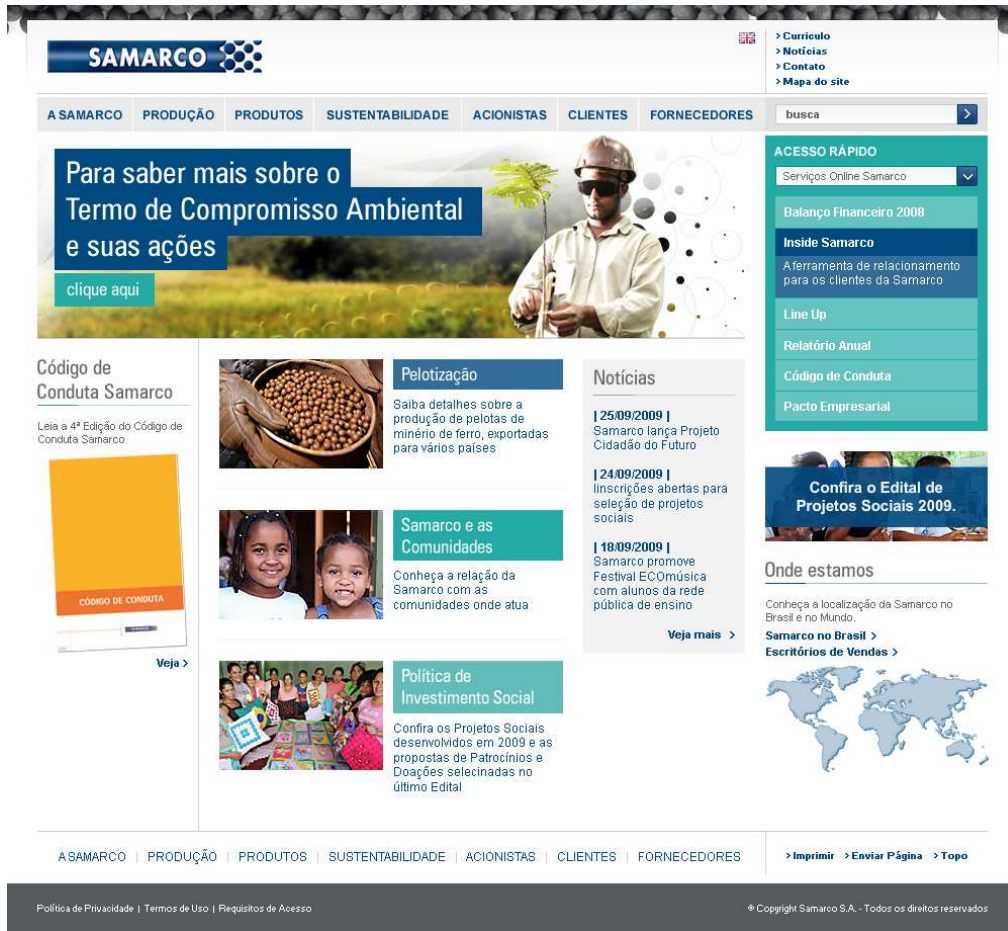 SAMARCO
> Curriculo
> Notícias
> Contato
> Mapa do site
A SAMARCO PRODUÇÃO PRODUTOS SUSTENTABILIDADE ACIONISTAS CLIENTES FORNECEDORES
busca
Para saber mais sobre o
Termo de Compromisso Ambiental
e suas ações
clique aqui
ACESSO RÁPIDO
Serviços Online Samarco
Balanço Financeiro 2008
Inside Samarco
A ferramenta de relacionamento
para os clientes da Samarco
Line Up
Relatório Anual
Código de Conduta
Pacto Empresarial
Código de
Conduta Samarco
Leia a 4ª Edição do Código de
Conduta Samarco
CÓDIGO DE CONDUTA
Veja >
Pelotização
Saiba detalhes sobre a
produção de pelotas de
minério de ferro, exportadas
para vários países
Samarco e as
Comunidades
Conheça a relação da
Samarco com as
comunidades onde atua
Política de
Investimento Social
Confira os Projetos Sociais
desenvolvidos em 2009 e as
propostas de Patrocínios e
Doações selecinadas no
último Edital
Notícias
| 25/09/2009 |
Samarco lança Projeto
Cidadão do Futuro
| 24/09/2009 |
Iinscrições abertas para
seleção de projetos
sociais
| 18/09/2009 |
Samarco promove
Festival ECOmúsica
com alunos da rede
pública de ensino
Veja mais >
Confira o Edital de
Projetos Sociais 2009.
Onde estamos
Conheça a localização da Samarco no
Brasil e no Mundo.
Samarco no Brasil >
Escritórios de Vendas >
A SAMARCO | PRODUÇÃO | PRODUTOS | SUSTENTABILIDADE | ACIONISTAS | CLIENTES | FORNECEDORES
> Imprimir > Enviar Página > Topo
Política de Privacidade | Termos de Uso | Requisitos de Acesso
© Copyright Samarco S.A. - Todos os direitos reservados